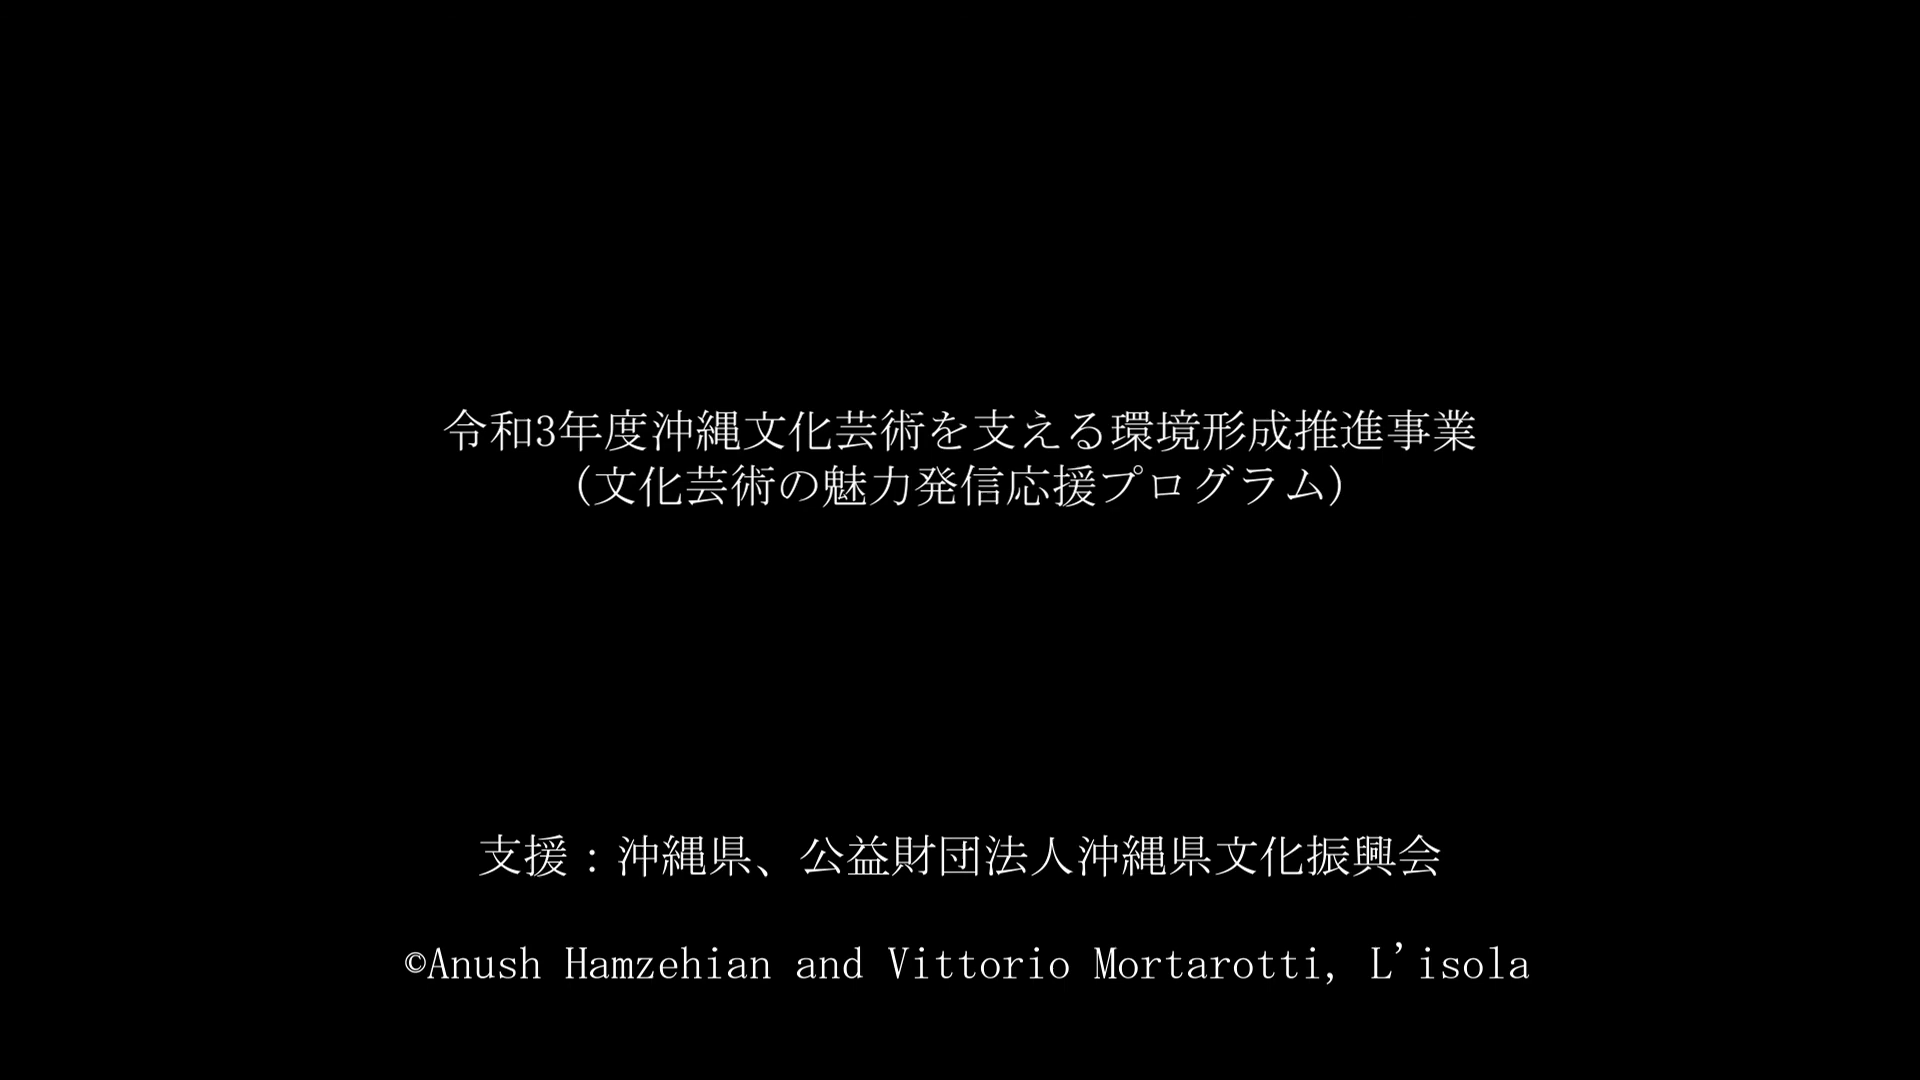 令和3年度沖縄文化芸術を支える環境形成推進事業
（文化芸術の魅力発信応援プログラム）
支援：沖縄県、公益財団法人沖縄県文化振興会
©Anush Hamzehian and Vittorio Mortarotti, L'isola